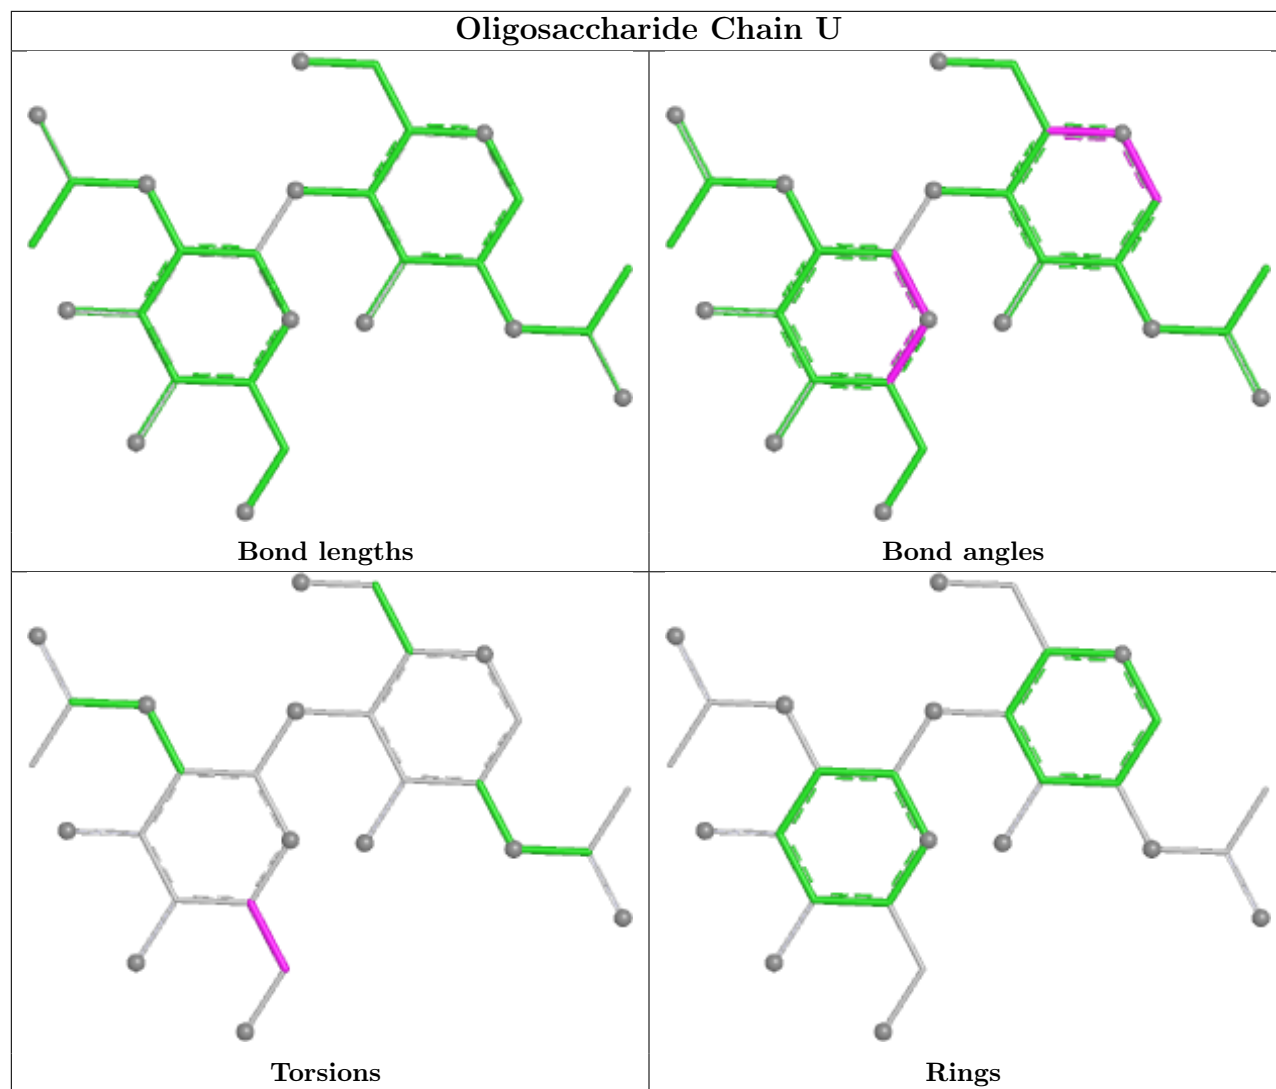 Oligosaccharide Chain U
Bond lengths
Bond angles
Torsions
Rings